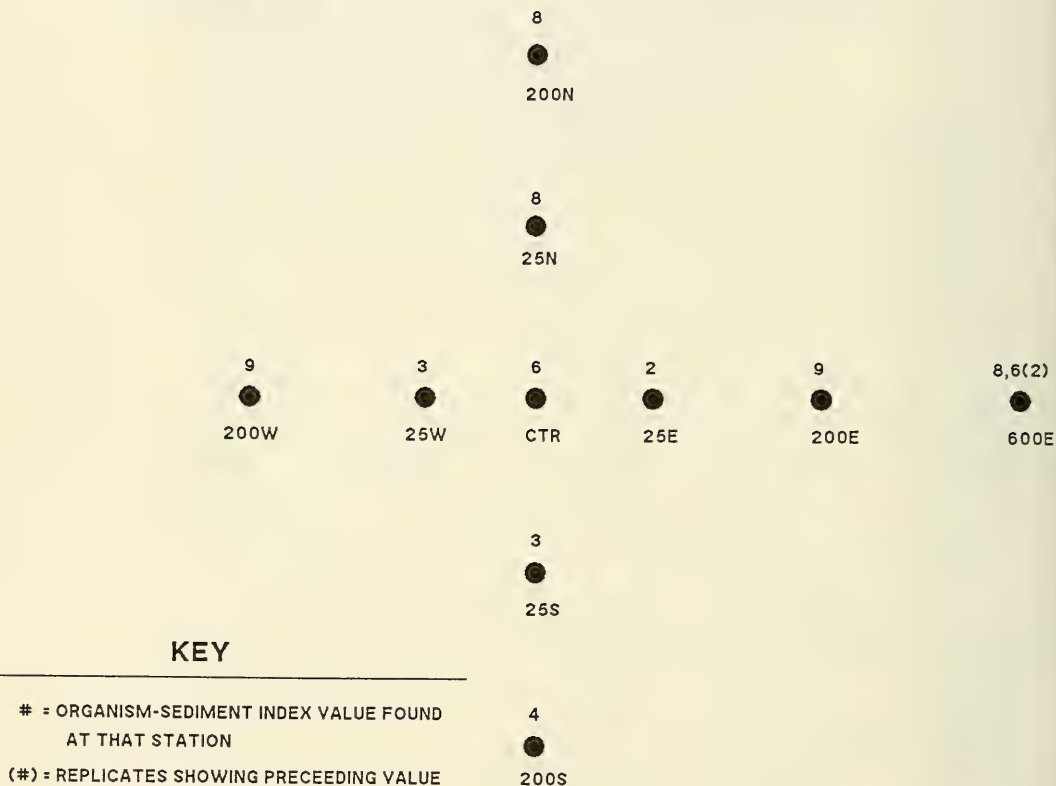 8
200N
8
25N
9 3 6 2 9 8,6(2)
200W 25W CTR 25E 200E 600E
3
25S
KEY
# = ORGANISM-SEDIMENT INDEX VALUE FOUND
AT THAT STATION
(#) = REPLICATES SHOWING PRECEEDING VALUE
4
200S